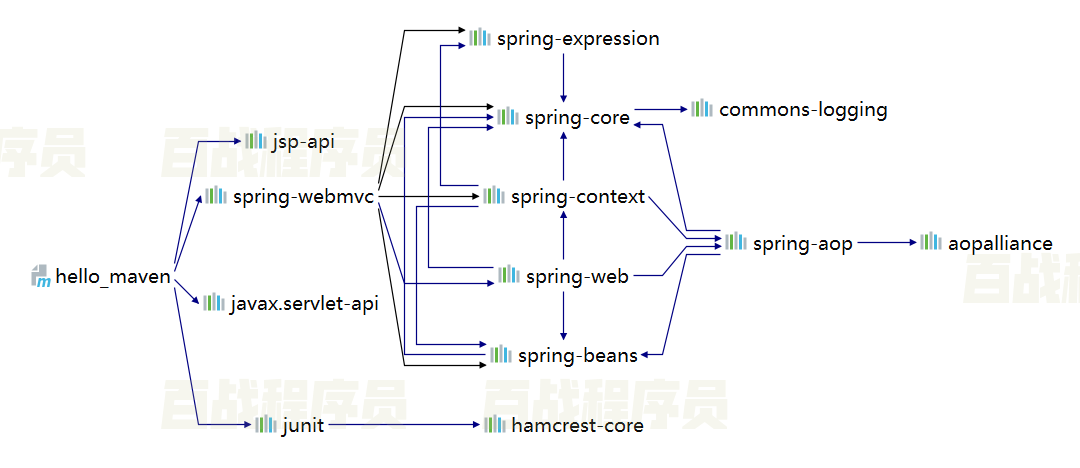 spring-expression
spring-core
commons-logging
jsp-api
spring-webmvc
spring-context
spring-aop
aopalliance
hello_maven
spring-web
javax.servlet-api
spring-beans
junit
hamcrest-core
序员
百战程序员
百战程
百战程序员
百战程序员